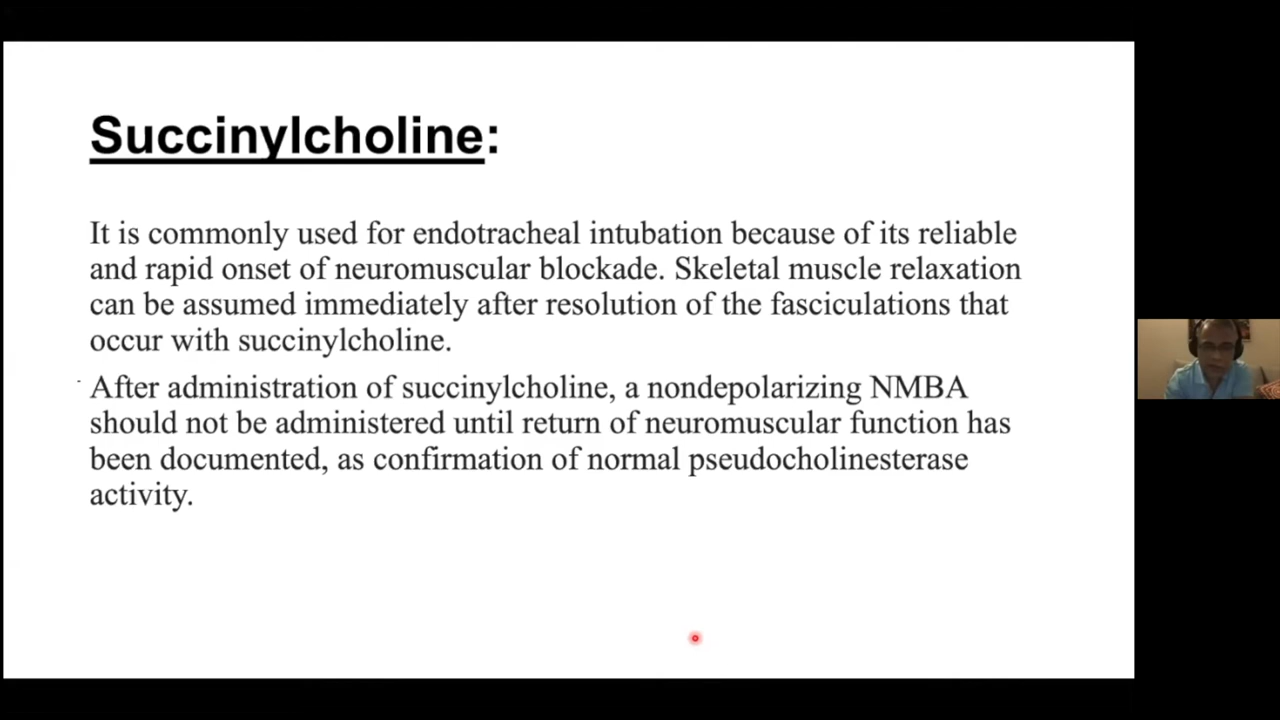 Succinylcholine:
It is commonly used for endotracheal intubation because of its reliable
and rapid onset of neuromuscular blockade. Skeletal muscle relaxation
can be assumed immediately after resolution of the fasciculations that
occur with succinylcholine.
After administration of succinylcholine, a nondepolarizing NMBA
should not be administered until return of neuromuscular function has
been documented, as confirmation of normal pseudocholinesterase
activity.